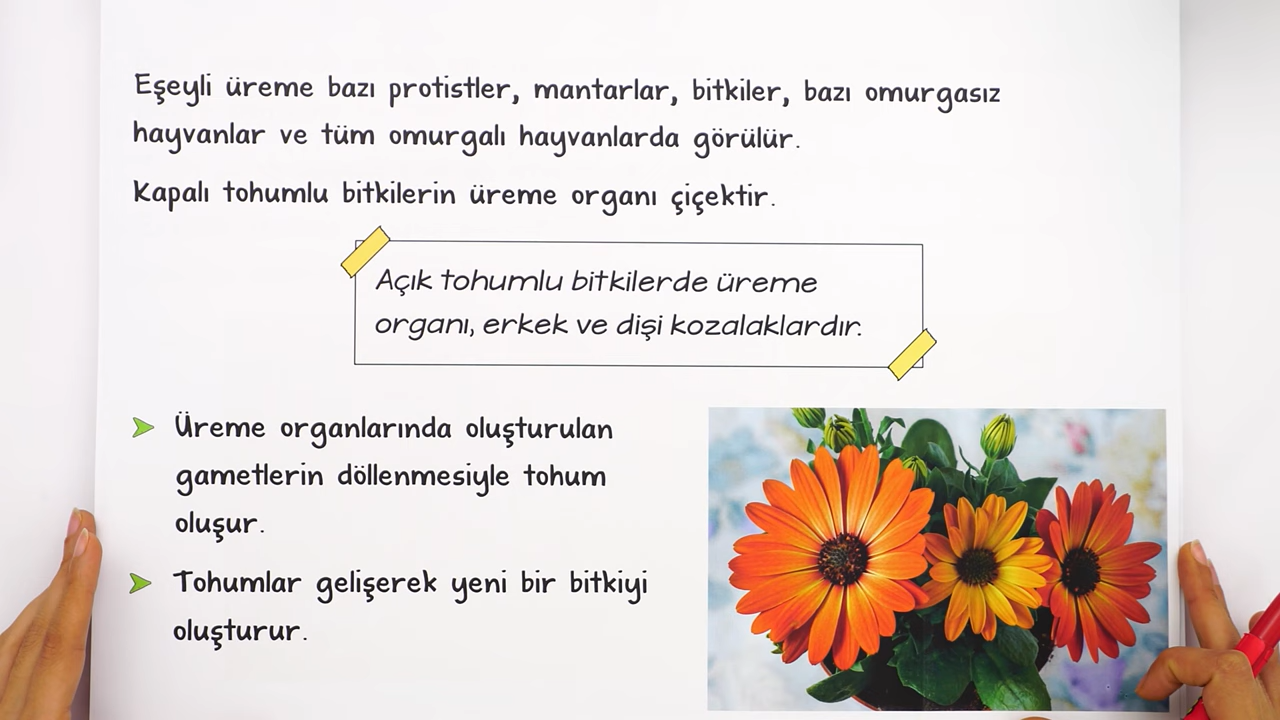 Eşeyli üreme bazı protistler, mantarlar, bitkiler, bazı omurgasız
hayvanlar ve tüm omurgalı hayvanlarda görülür.
Kapalı tohumlu bitkilerin üreme organı çiçektir.
Açık tohumlu bitkilerde üreme
organı, erkek ve dişi kozalaklardır.
Üreme organlarında oluşturulan
gametlerin döllenmesiyle tohum
oluşur.
Tohumlar gelişerek yeni bir bitkiyi
oluşturur.